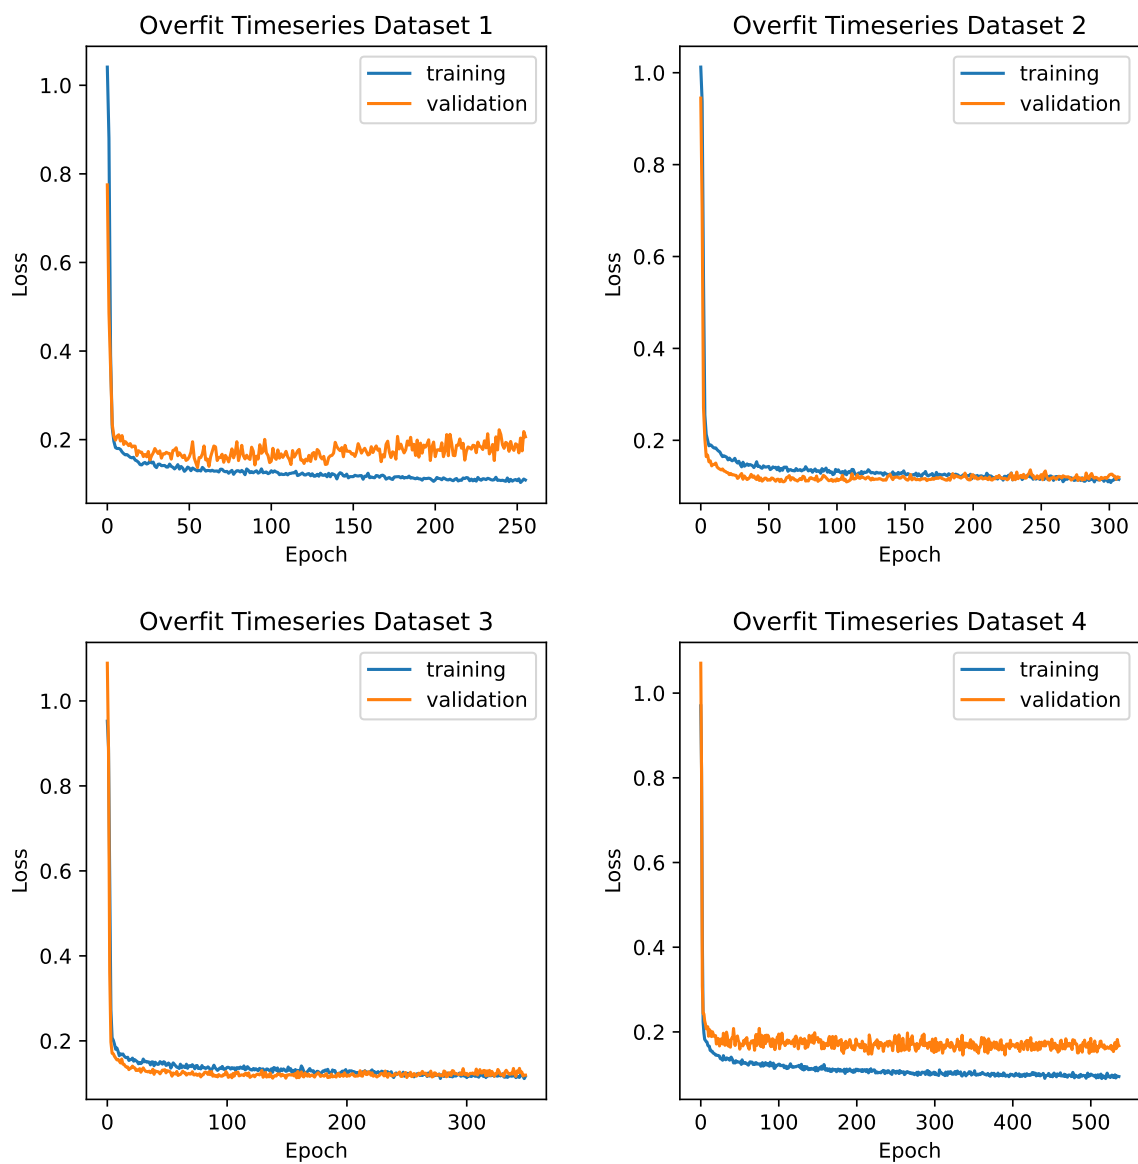 Overfit Timeseries Dataset 1
training
validation
1.0
0.8
0.6
0.4
0.2
Loss
0 50 100 150 200 250
Epoch
Overfit Timeseries Dataset 2
training
validation
1.0
0.8
0.6
0.4
0.2
Loss
0 50 100 150 200 250 300
Epoch
Overfit Timeseries Dataset 3
training
validation
1.0
0.8
0.6
0.4
0.2
Loss
0 100 200 300
Epoch
Overfit Timeseries Dataset 4
training
validation
1.0
0.8
0.6
0.4
0.2
Loss
0 100 200 300 400 500
Epoch